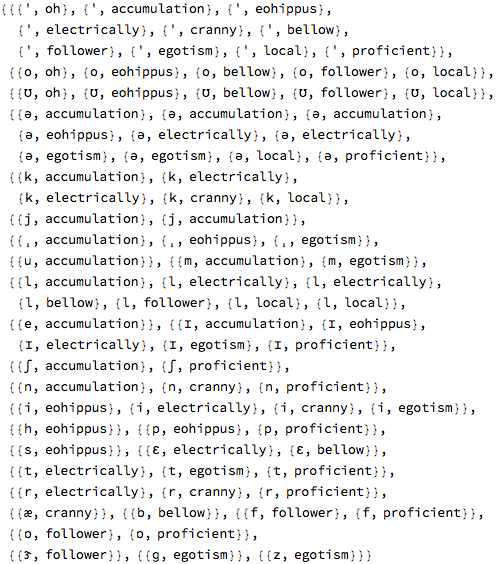 {{{', oh}, {', accumulation}, {', eohippus},
{', electrically}, {', cranny}, {', bellow},
{', follower}, {', egotism}, {', local}, {', proficient}},
{{o, oh}, {o, eohippus}, {o, bellow}, {o, follower}, {o, local}},
{{ʊ, oh}, {ʊ, eohippus}, {ʊ, bellow}, {ʊ, follower}, {ʊ, local}},
{{ə, accumulation}, {ə, accumulation}, {ə, accumulation},
{ə, eohippus}, {ə, electrically}, {ə, electrically},
{ə, egotism}, {ə, egotism}, {ə, local}, {ə, proficient}},
{{k, accumulation}, {k, electrically},
{k, electrically}, {k, cranny}, {k, local}},
{{j, accumulation}, {j, accumulation}},
{{ˌ, accumulation}, {ˌ, eohippus}, {ˌ, egotism}},
{{u, accumulation}}, {{m, accumulation}, {m, egotism}},
{{l, accumulation}, {l, electrically}, {l, electrically},
{l, bellow}, {l, follower}, {l, local}, {l, local}},
{{e, accumulation}}, {{ɪ, accumulation}, {ɪ, eohippus},
{ɪ, electrically}, {ɪ, egotism}, {ɪ, proficient}},
{{ʃ, accumulation}, {ʃ, proficient}},
{{n, accumulation}, {n, cranny}, {n, proficient}},
{{i, eohippus}, {i, electrically}, {i, cranny}, {i, egotism}},
{{h, eohippus}}, {{p, eohippus}, {p, proficient}},
{{s, eohippus}}, {{ɛ, electrically}, {ɛ, bellow}},
{{t, electrically}, {t, egotism}, {t, proficient}},
{{r, electrically}, {r, cranny}, {r, proficient}},
{{æ, cranny}}, {{b, bellow}}, {{f, follower}, {f, proficient}},
{{ɒ, follower}, {ɒ, proficient}},
{{ɝ, follower}}, {{g, egotism}}, {{z, egotism}}}